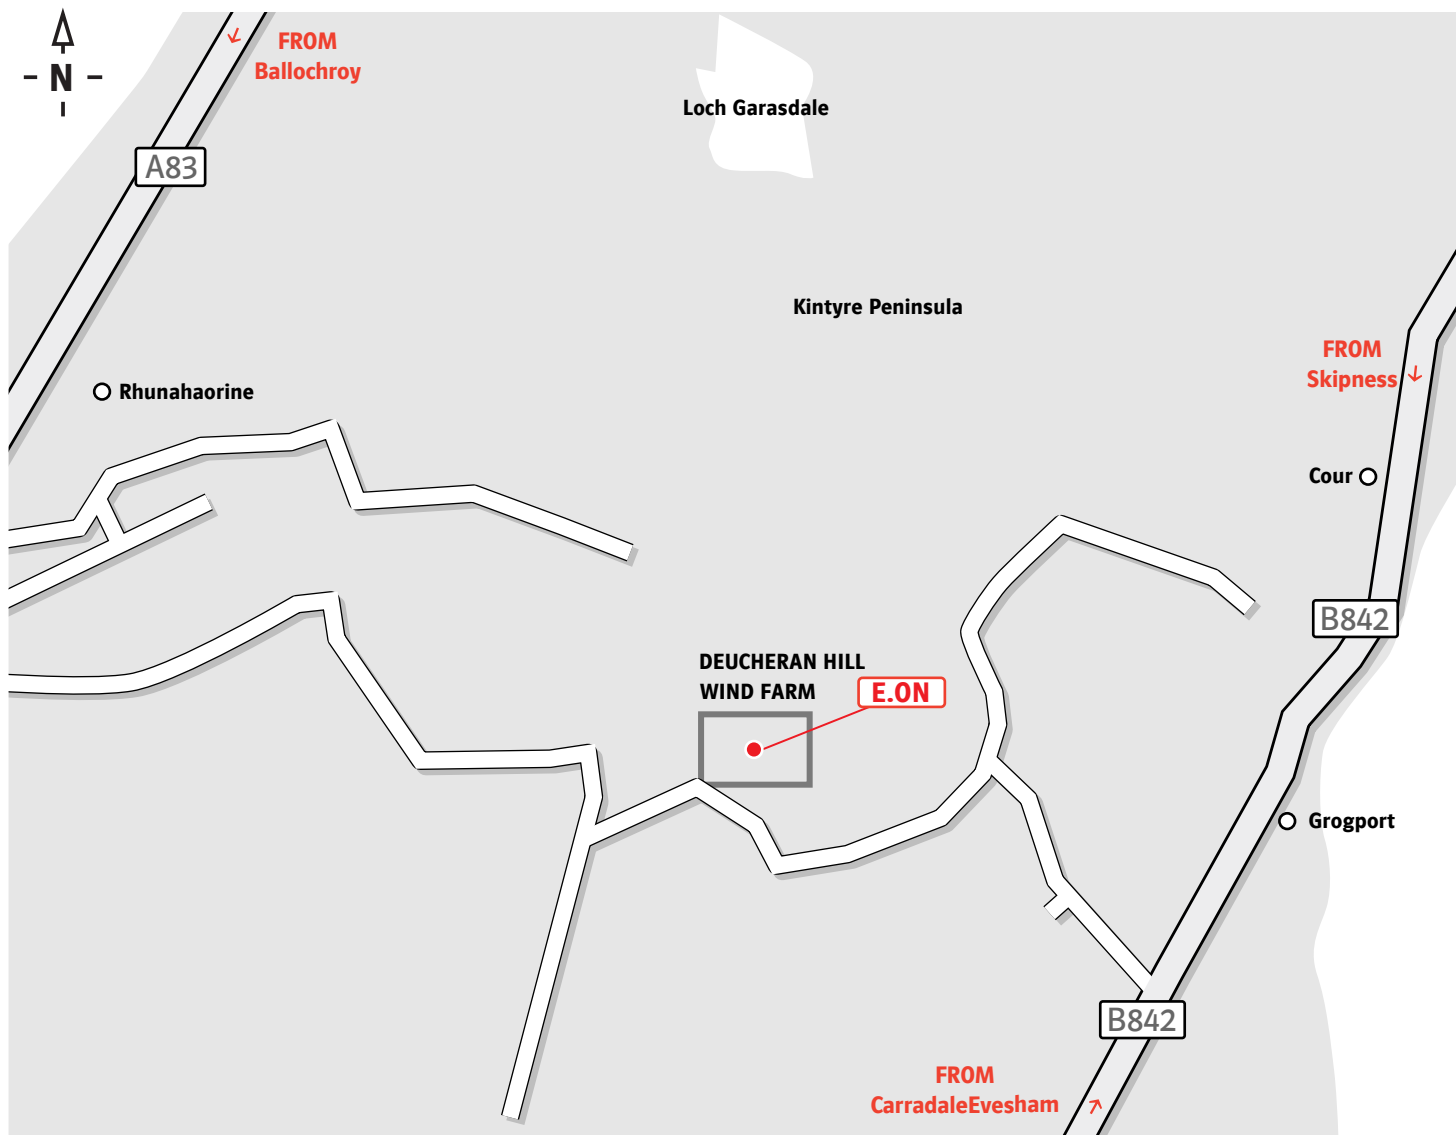 N
FROM
Ballochroy
Loch Garasdale
A83
Kintyre Peninsula
FROM
Skipness
Rhunahaorine
Cour
B842
DEUCHERAN HILL
WIND FARM
E.ON
Grogport
B842
FROM
CarradaleEvesham